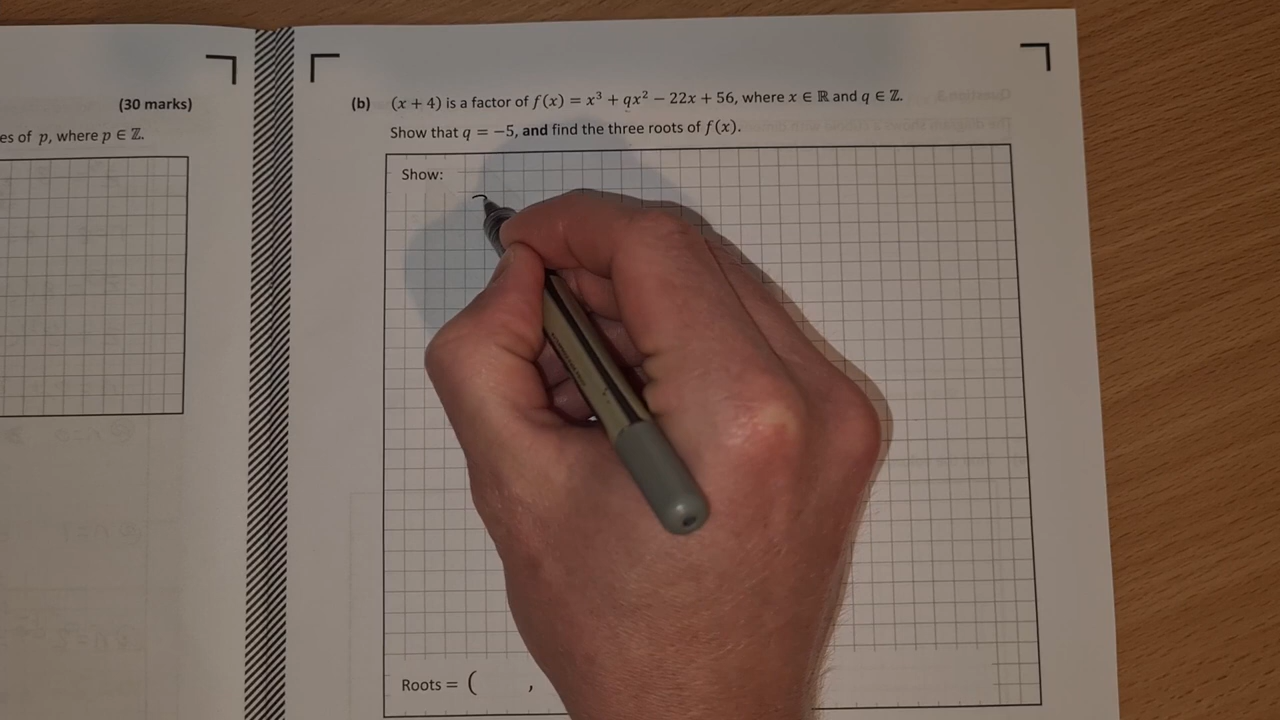 (30 marks)
es of p, where p ∈ ℤ.
(b) (x + 4) is a factor of f(x) = x³ + qx² − 22x + 56, where x ∈ ℝ and q ∈ ℤ.
Show that q = −5, and find the three roots of f(x).
Show:
Roots = ( ,